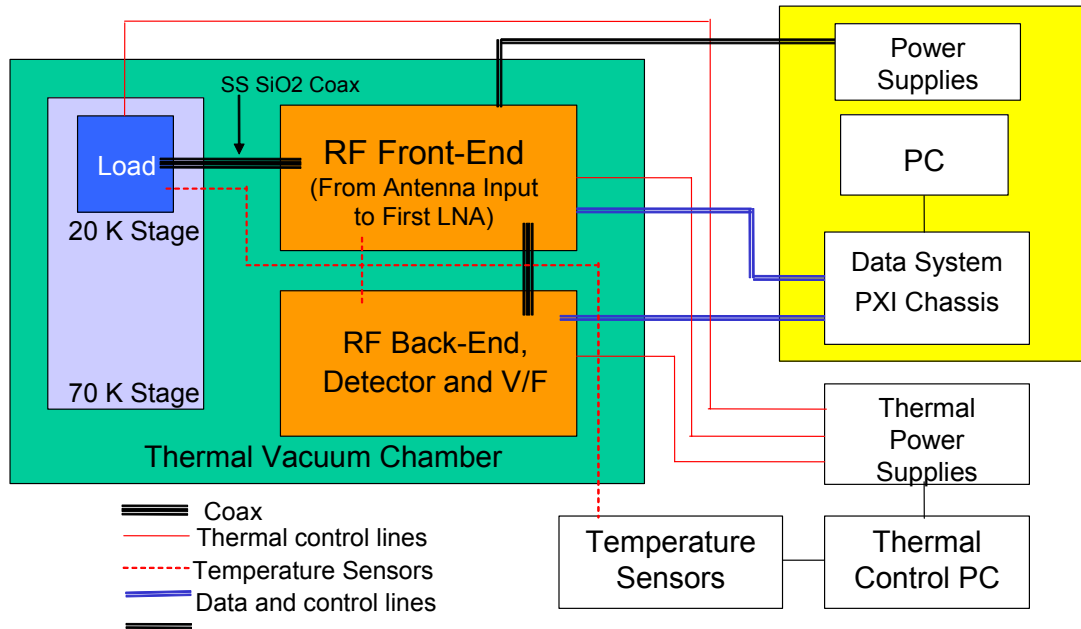 SS SiO2 Coax
Load
20 K Stage
70 K Stage
RF Front-End
(From Antenna Input
to First LNA)
RF Back-End,
Detector and V/F
Thermal Vacuum Chamber
Power
Supplies
PC
Data System
PXI Chassis
Thermal
Power
Supplies
Temperature
Sensors
Thermal
Control PC
Coax
Thermal control lines
Temperature Sensors
Data and control lines